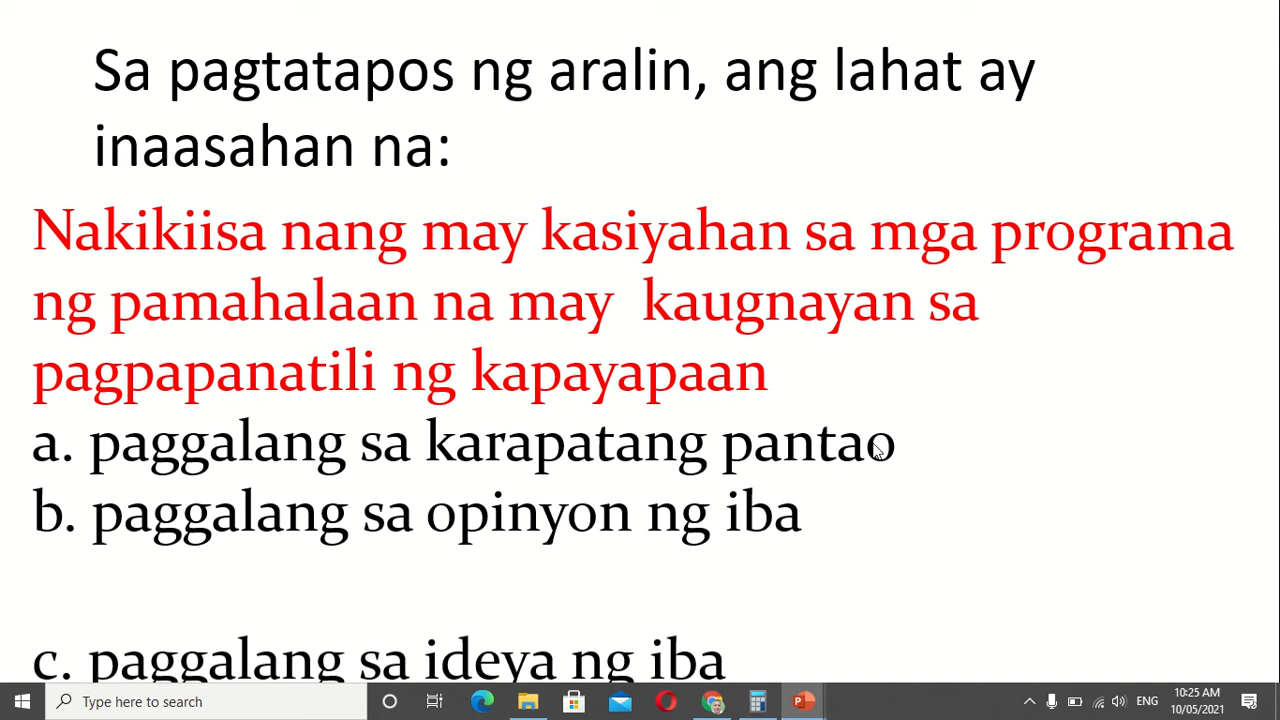 Sa pagtatapos ng aralin, ang lahat ay
inaasahan na:
Nakikiisa nang may kasiyahan sa mga programa
ng pamahalaan na may kaugnayan sa
pagpapanatili ng kapayapaan
a. paggalang sa karapatang pantao
b. paggalang sa opinyon ng iba
c. paggalang sa ideya ng iba
Type here to search
ENG
10:25 AM
10/05/2021